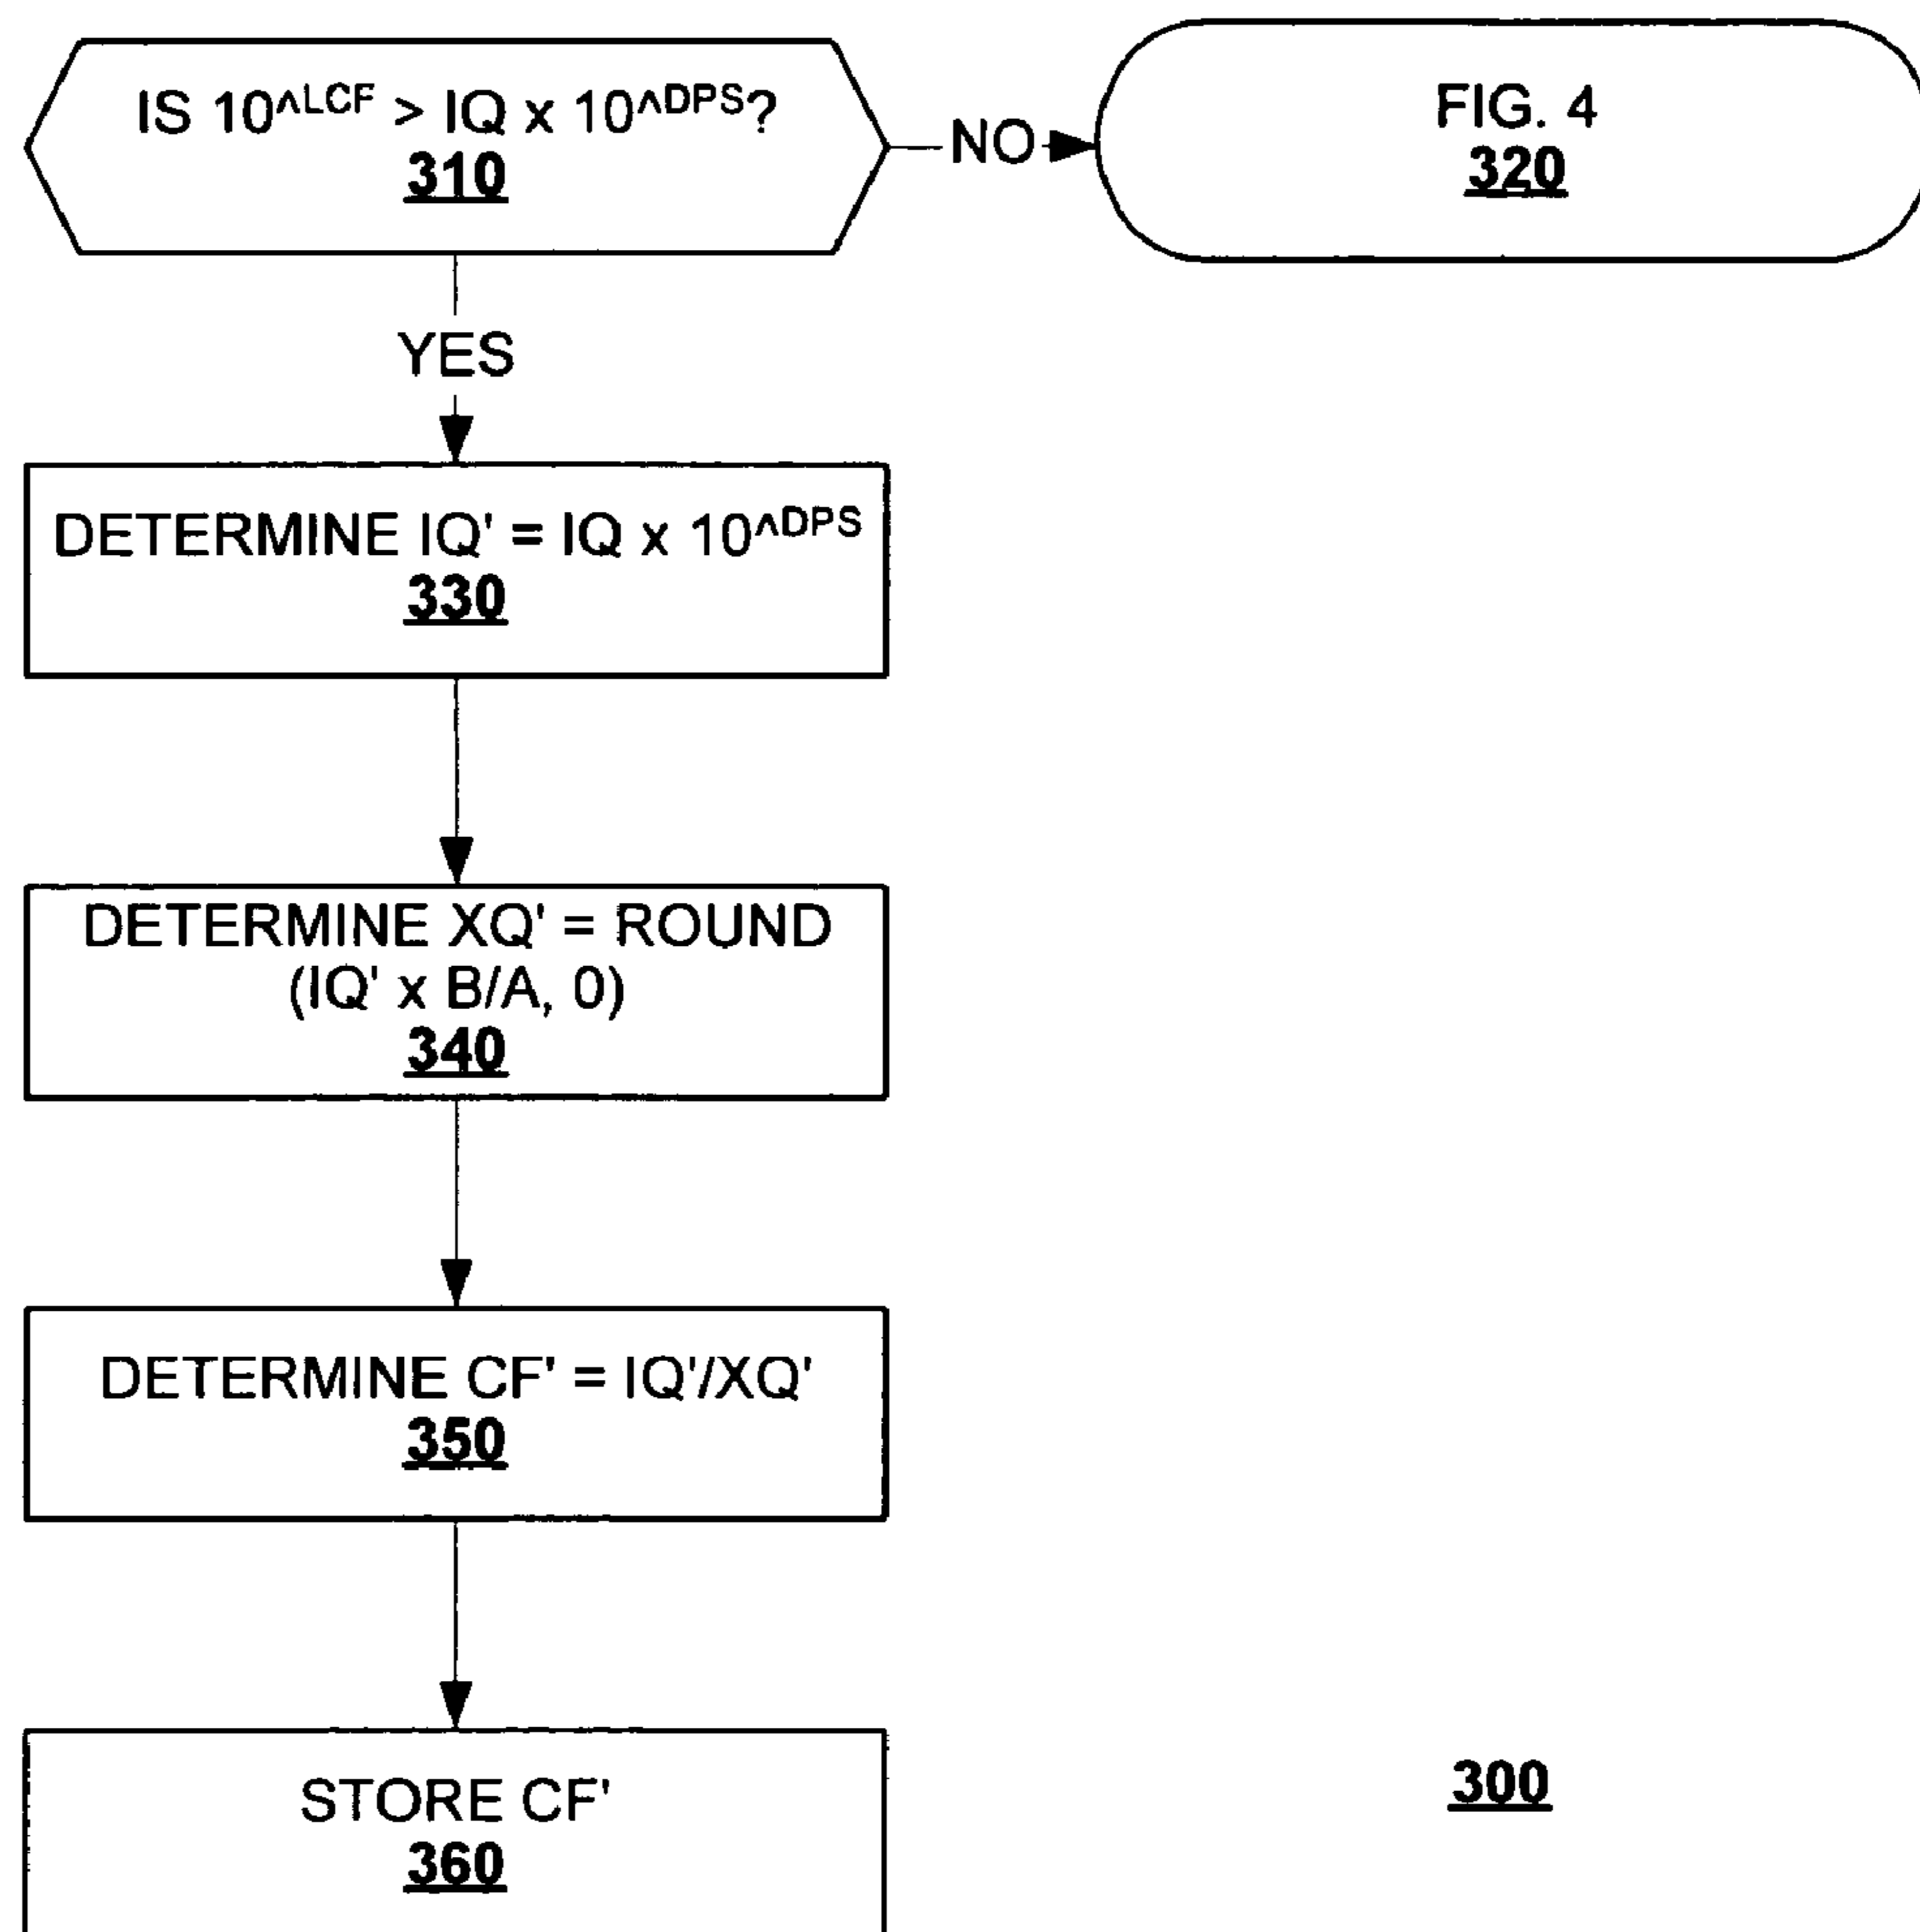 IS 10^LCF > IQ x 10^DPS?
310
NO
FIG. 4
320
YES
DETERMINE IQ' = IQ x 10^DPS
330
DETERMINE XQ' = ROUND
(IQ' x B/A, 0)
340
DETERMINE CF' = IQ'/XQ'
350
STORE CF'
360
300